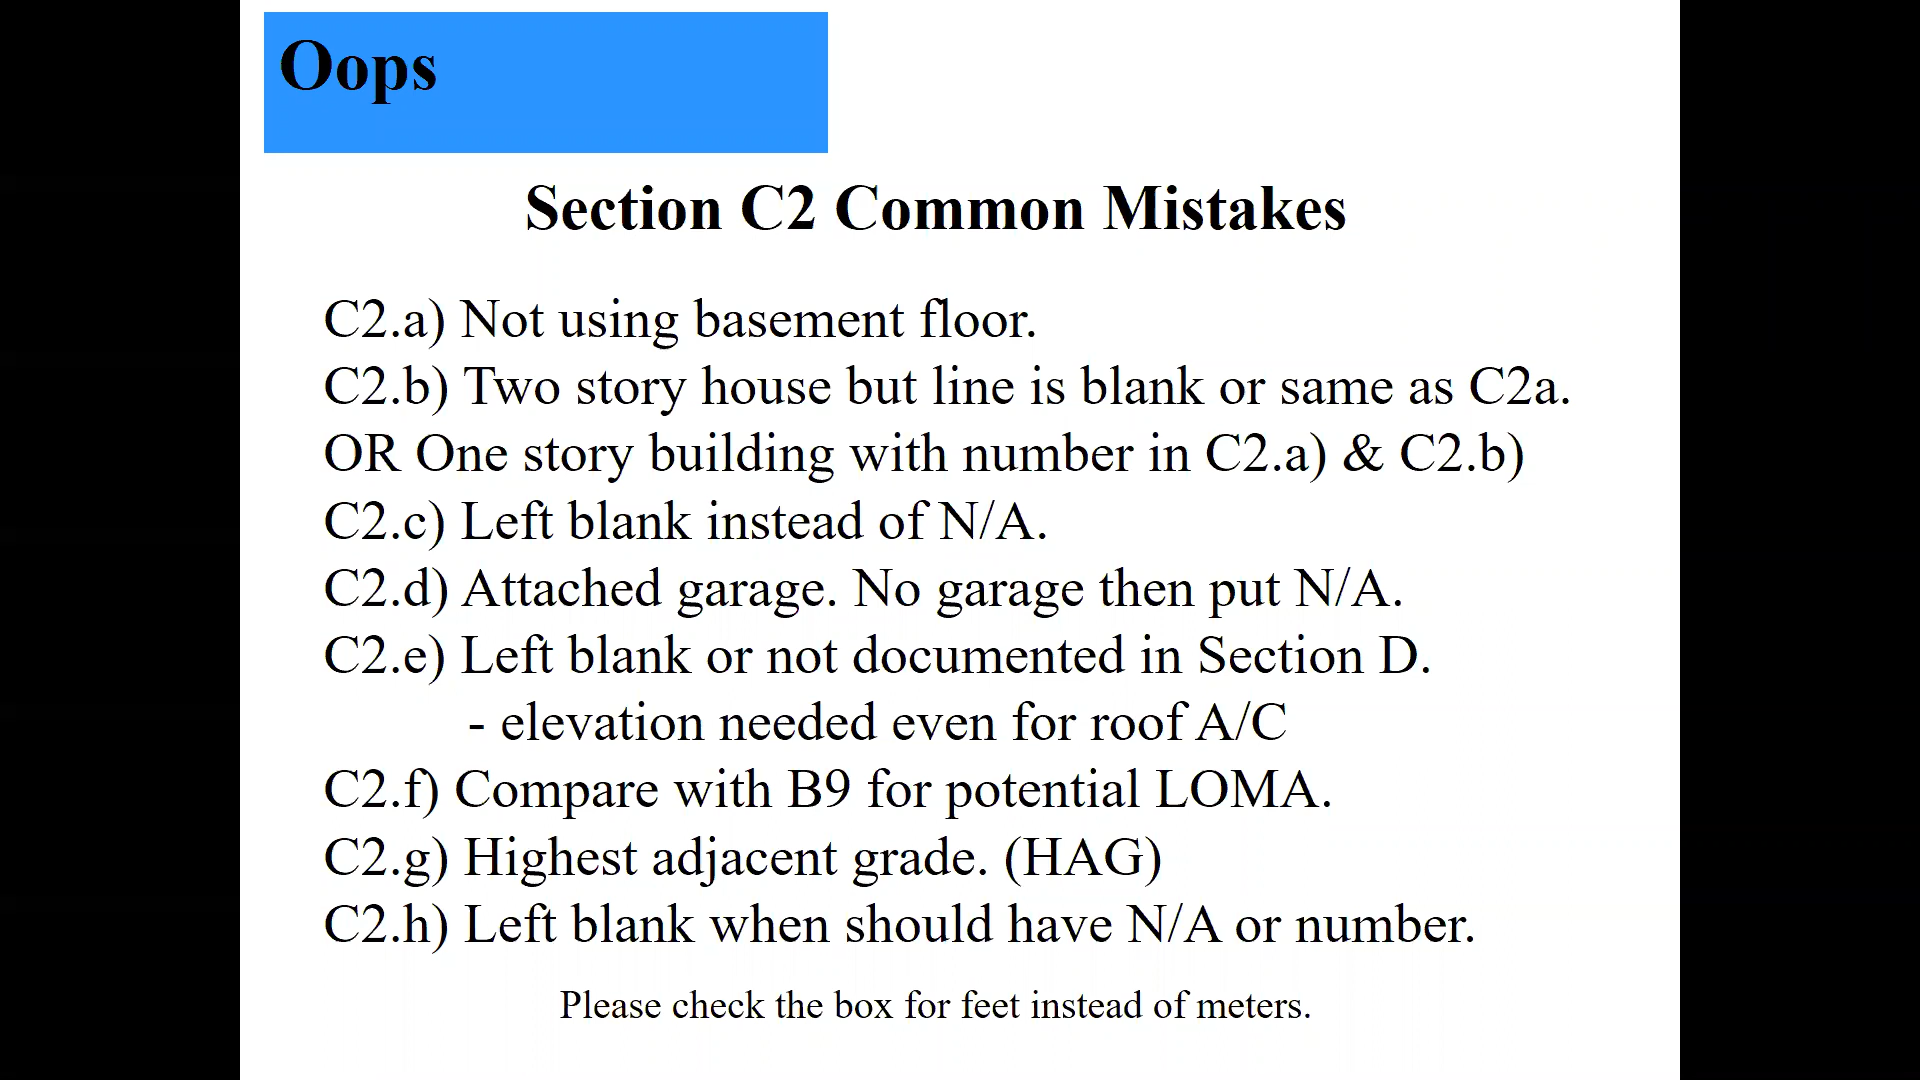 Oops
Section C2 Common Mistakes
C2.a) Not using basement floor.
C2.b) Two story house but line is blank or same as C2a.
OR One story building with number in C2.a) & C2.b)
C2.c) Left blank instead of N/A.
C2.d) Attached garage. No garage then put N/A.
C2.e) Left blank or not documented in Section D.
- elevation needed even for roof A/C
C2.f) Compare with B9 for potential LOMA.
C2.g) Highest adjacent grade. (HAG)
C2.h) Left blank when should have N/A or number.
Please check the box for feet instead of meters.